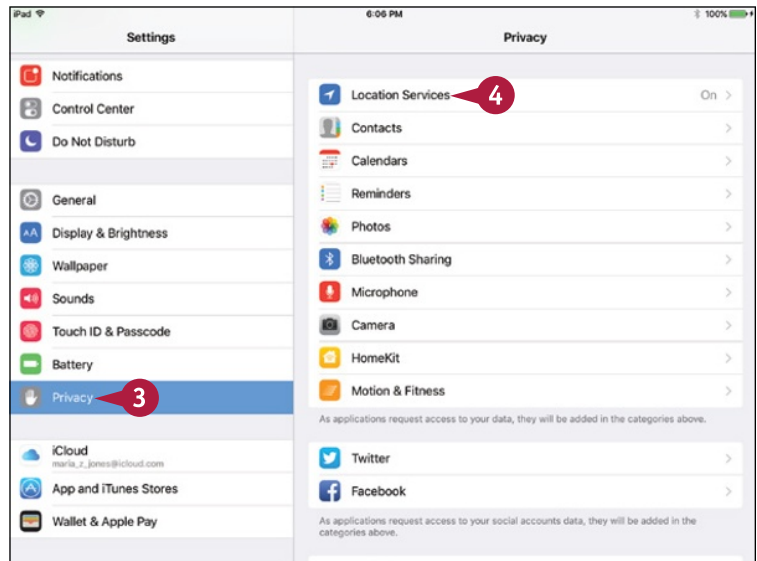 iPad 6:06 PM 100%
Settings
Privacy
Notifications
Control Center
Do Not Disturb
General
AA Display & Brightness
Wallpaper
Sounds
Touch ID & Passcode
Battery
Privacy 3
iCloud
maria_z_jones@icloud.com
App and iTunes Stores
Wallet & Apple Pay
Location Services 4 On >
Contacts >
Calendars >
Reminders >
Photos >
Bluetooth Sharing >
Microphone >
Camera >
HomeKit >
Motion & Fitness >
As applications request access to your data, they will be added in the categories above.
Twitter >
Facebook >
As applications request access to your social accounts data, they will be added in the
categories above.